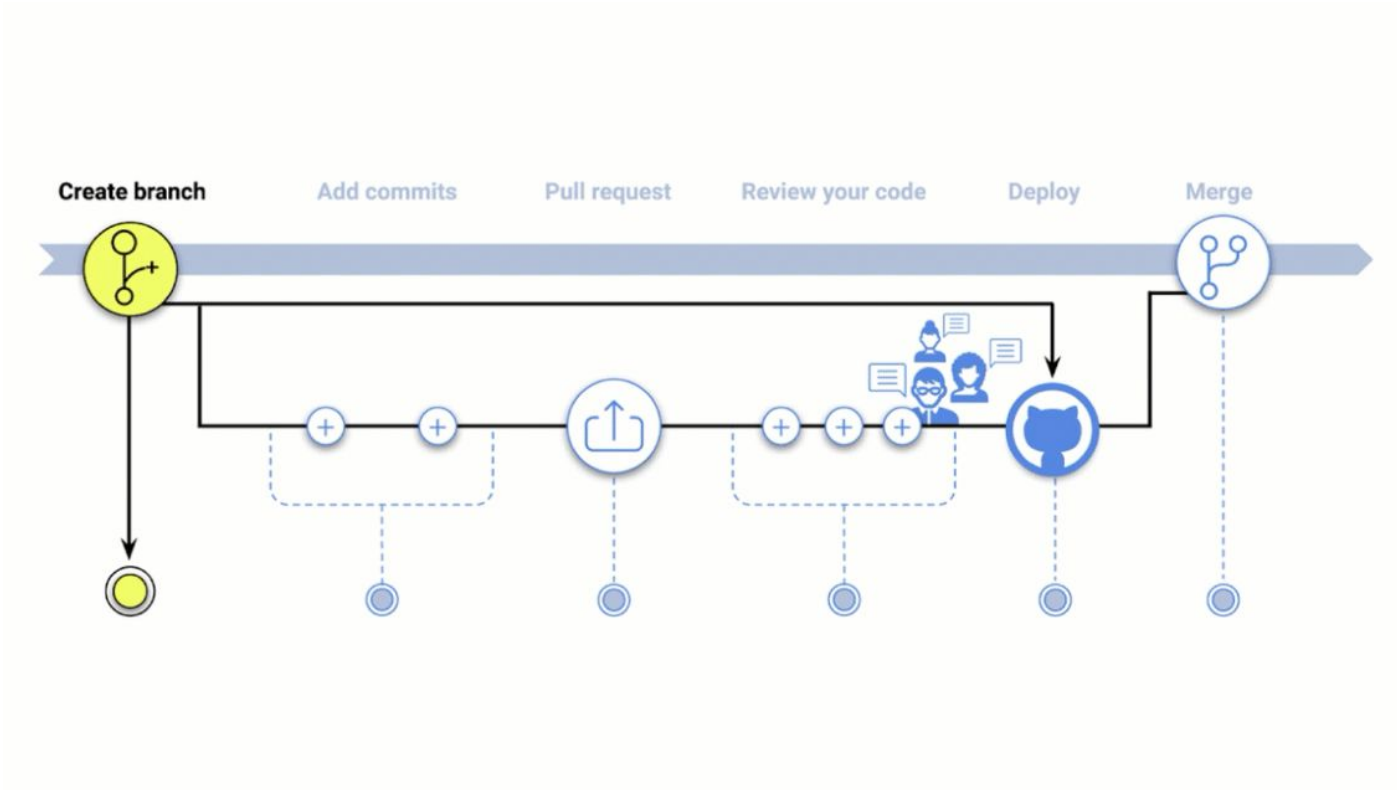 Create branch
Add commits
Pull request
Review your code
Deploy
Merge